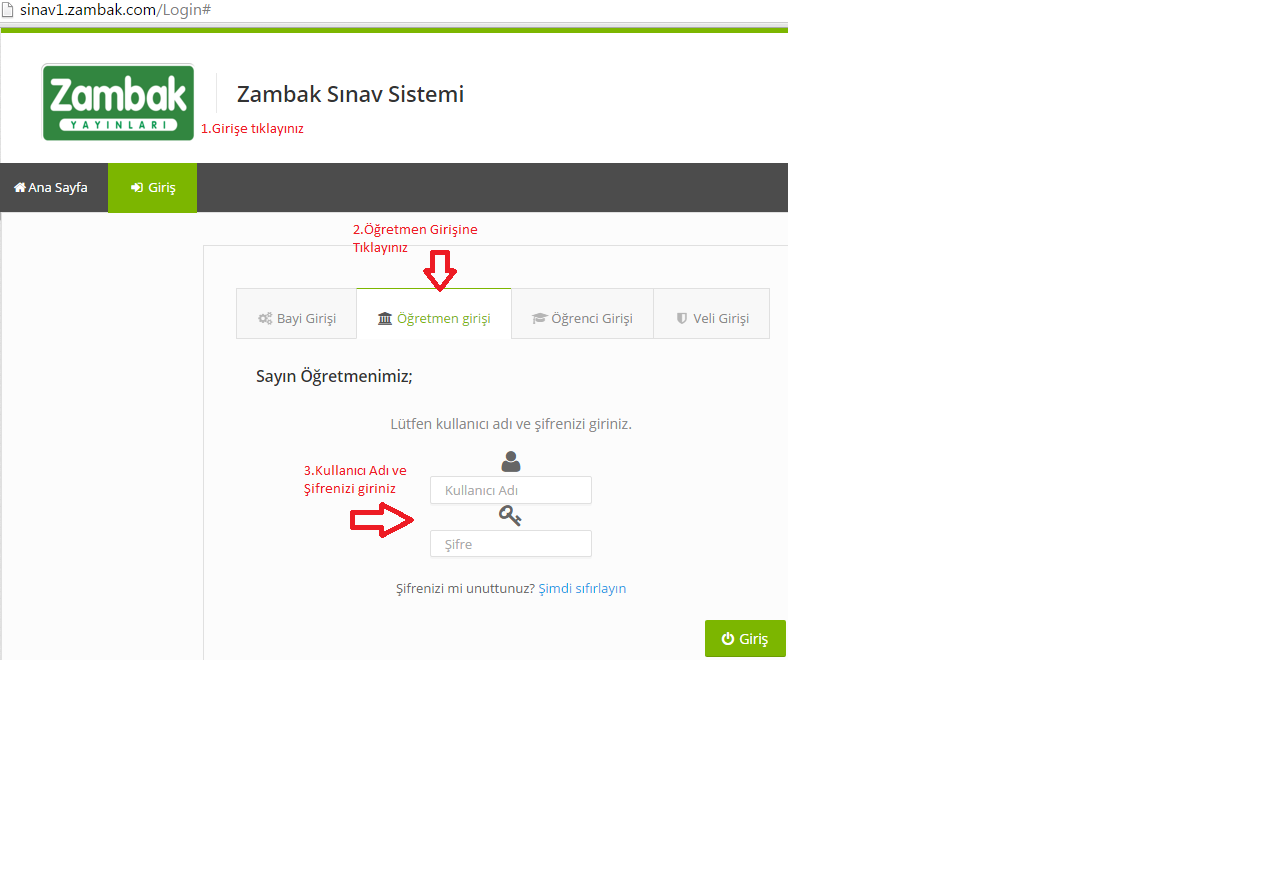 sinav1.zambak.com/Login#
Zambak
YAYINLARI
Zambak Sınav Sistemi
1.Girişe tıklayınız
Ana Sayfa
Giriş
2.Öğretmen Girişine
Tıklayınız
Bayi Girişi
Öğretmen girişi
Öğrenci Girişi
Veli Girişi
Sayın Öğretmenimiz;
Lütfen kullanıcı adı ve şifrenizi giriniz.
3.Kullanıcı Adı ve
Şifrenizi giriniz
Kullanıcı Adı
Şifre
Şifrenizi mi unuttunuz? Şimdi sıfırlayın
Giriş